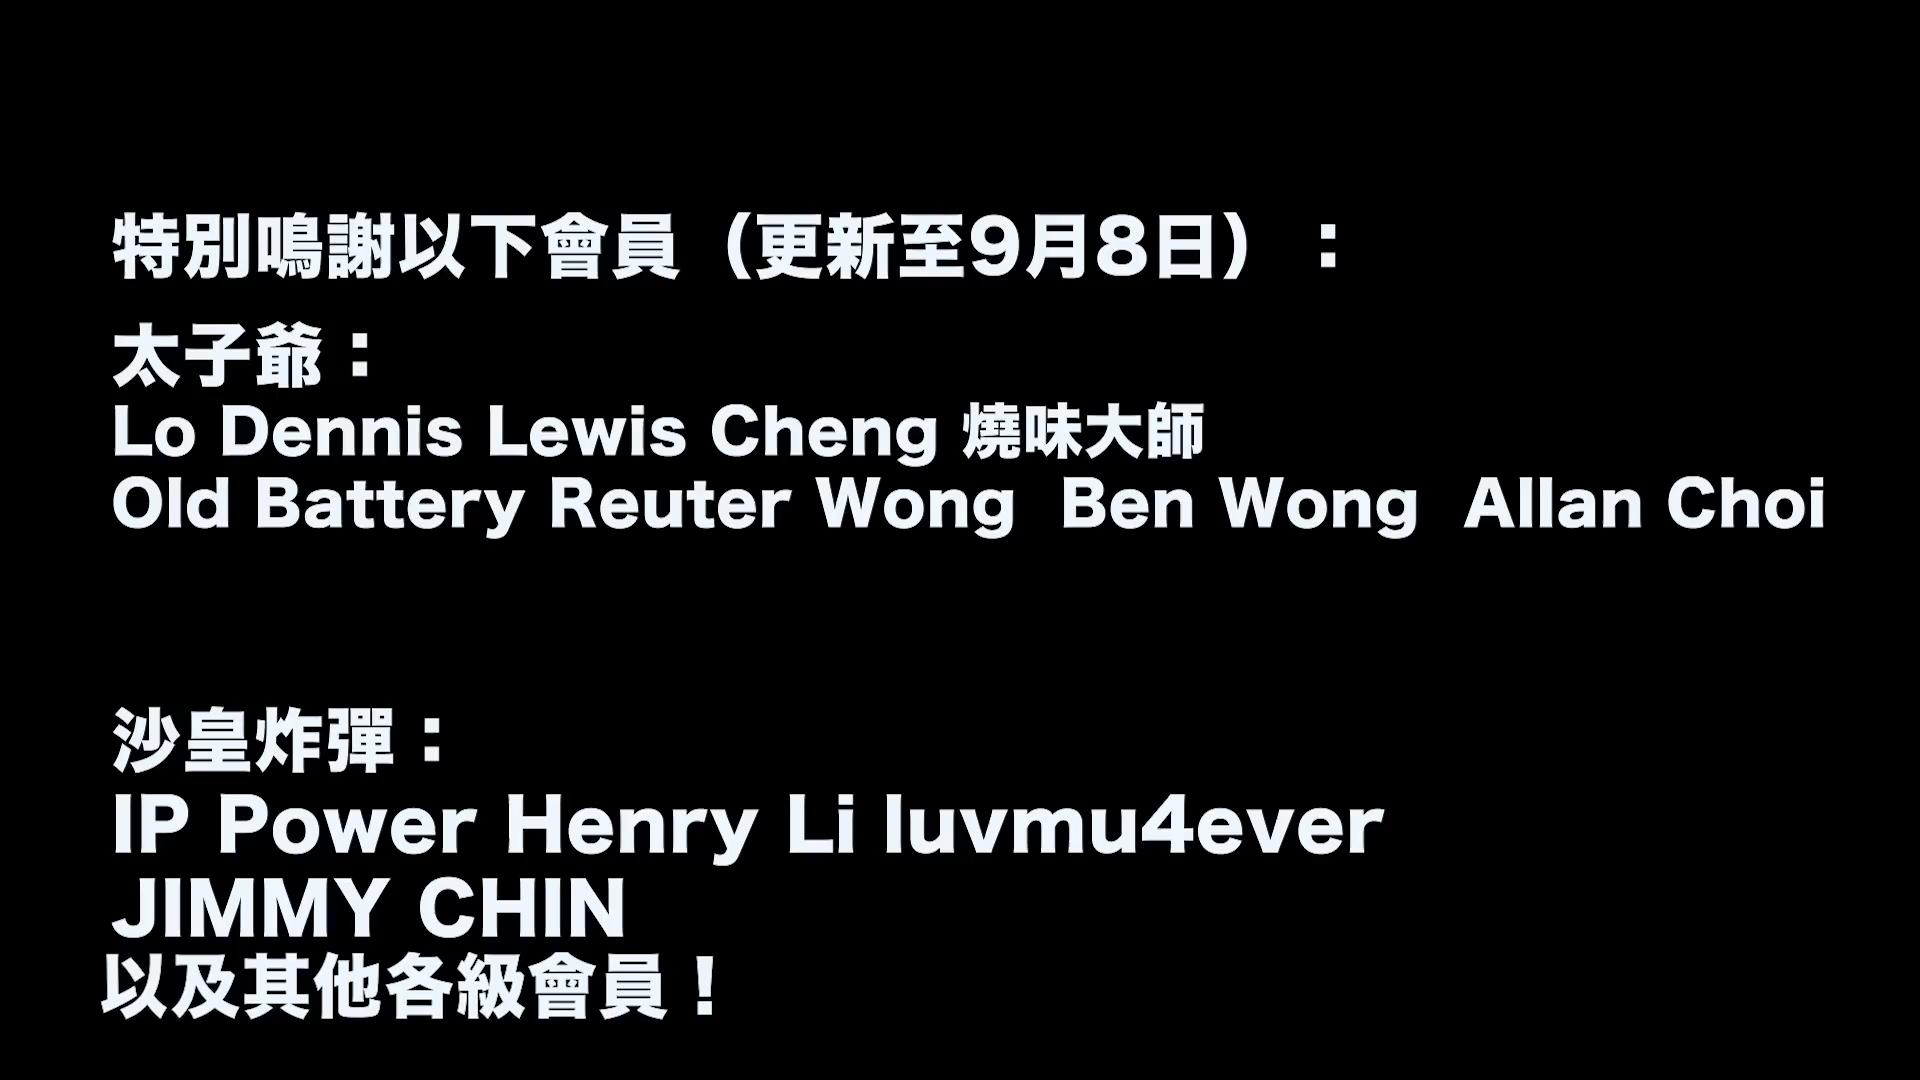 特別鳴謝以下會員（更新至9月8日）：
太子爺：
Lo Dennis Lewis Cheng 燒味大師
Old Battery Reuter Wong  Ben Wong  Allan Choi
沙皇炸彈：
IP Power Henry Li luvmu4ever
JIMMY CHIN
以及其他各級會員！